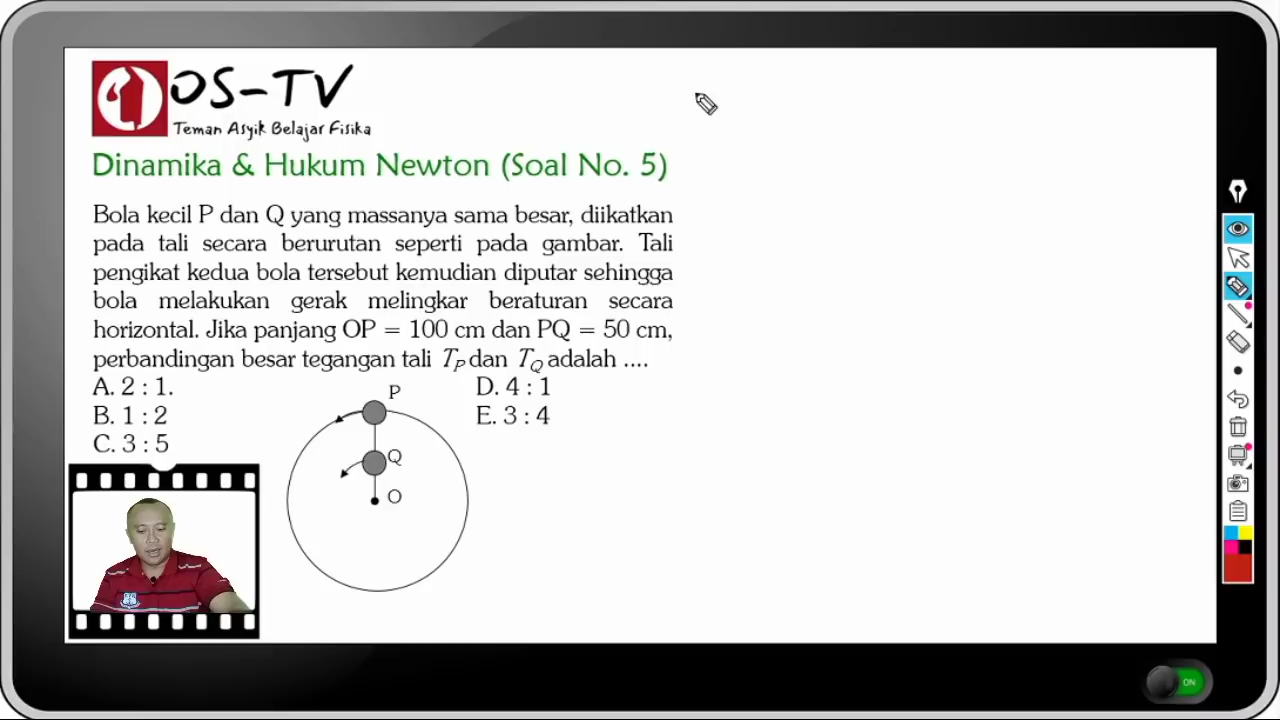 OS-TV
Teman Asyik Belajar Fisika
Dinamika & Hukum Newton (Soal No. 5)
Bola kecil P dan Q yang massanya sama besar, diikatkan
pada tali secara berurutan seperti pada gambar. Tali
pengikat kedua bola tersebut kemudian diputar sehingga
bola melakukan gerak melingkar beraturan secara
horizontal. Jika panjang OP = 100 cm dan PQ = 50 cm,
perbandingan besar tegangan tali TP dan TQ adalah ....
A. 2 : 1.
B. 1 : 2
C. 3 : 5
D. 4 : 1
E. 3 : 4
P
Q
O
ON